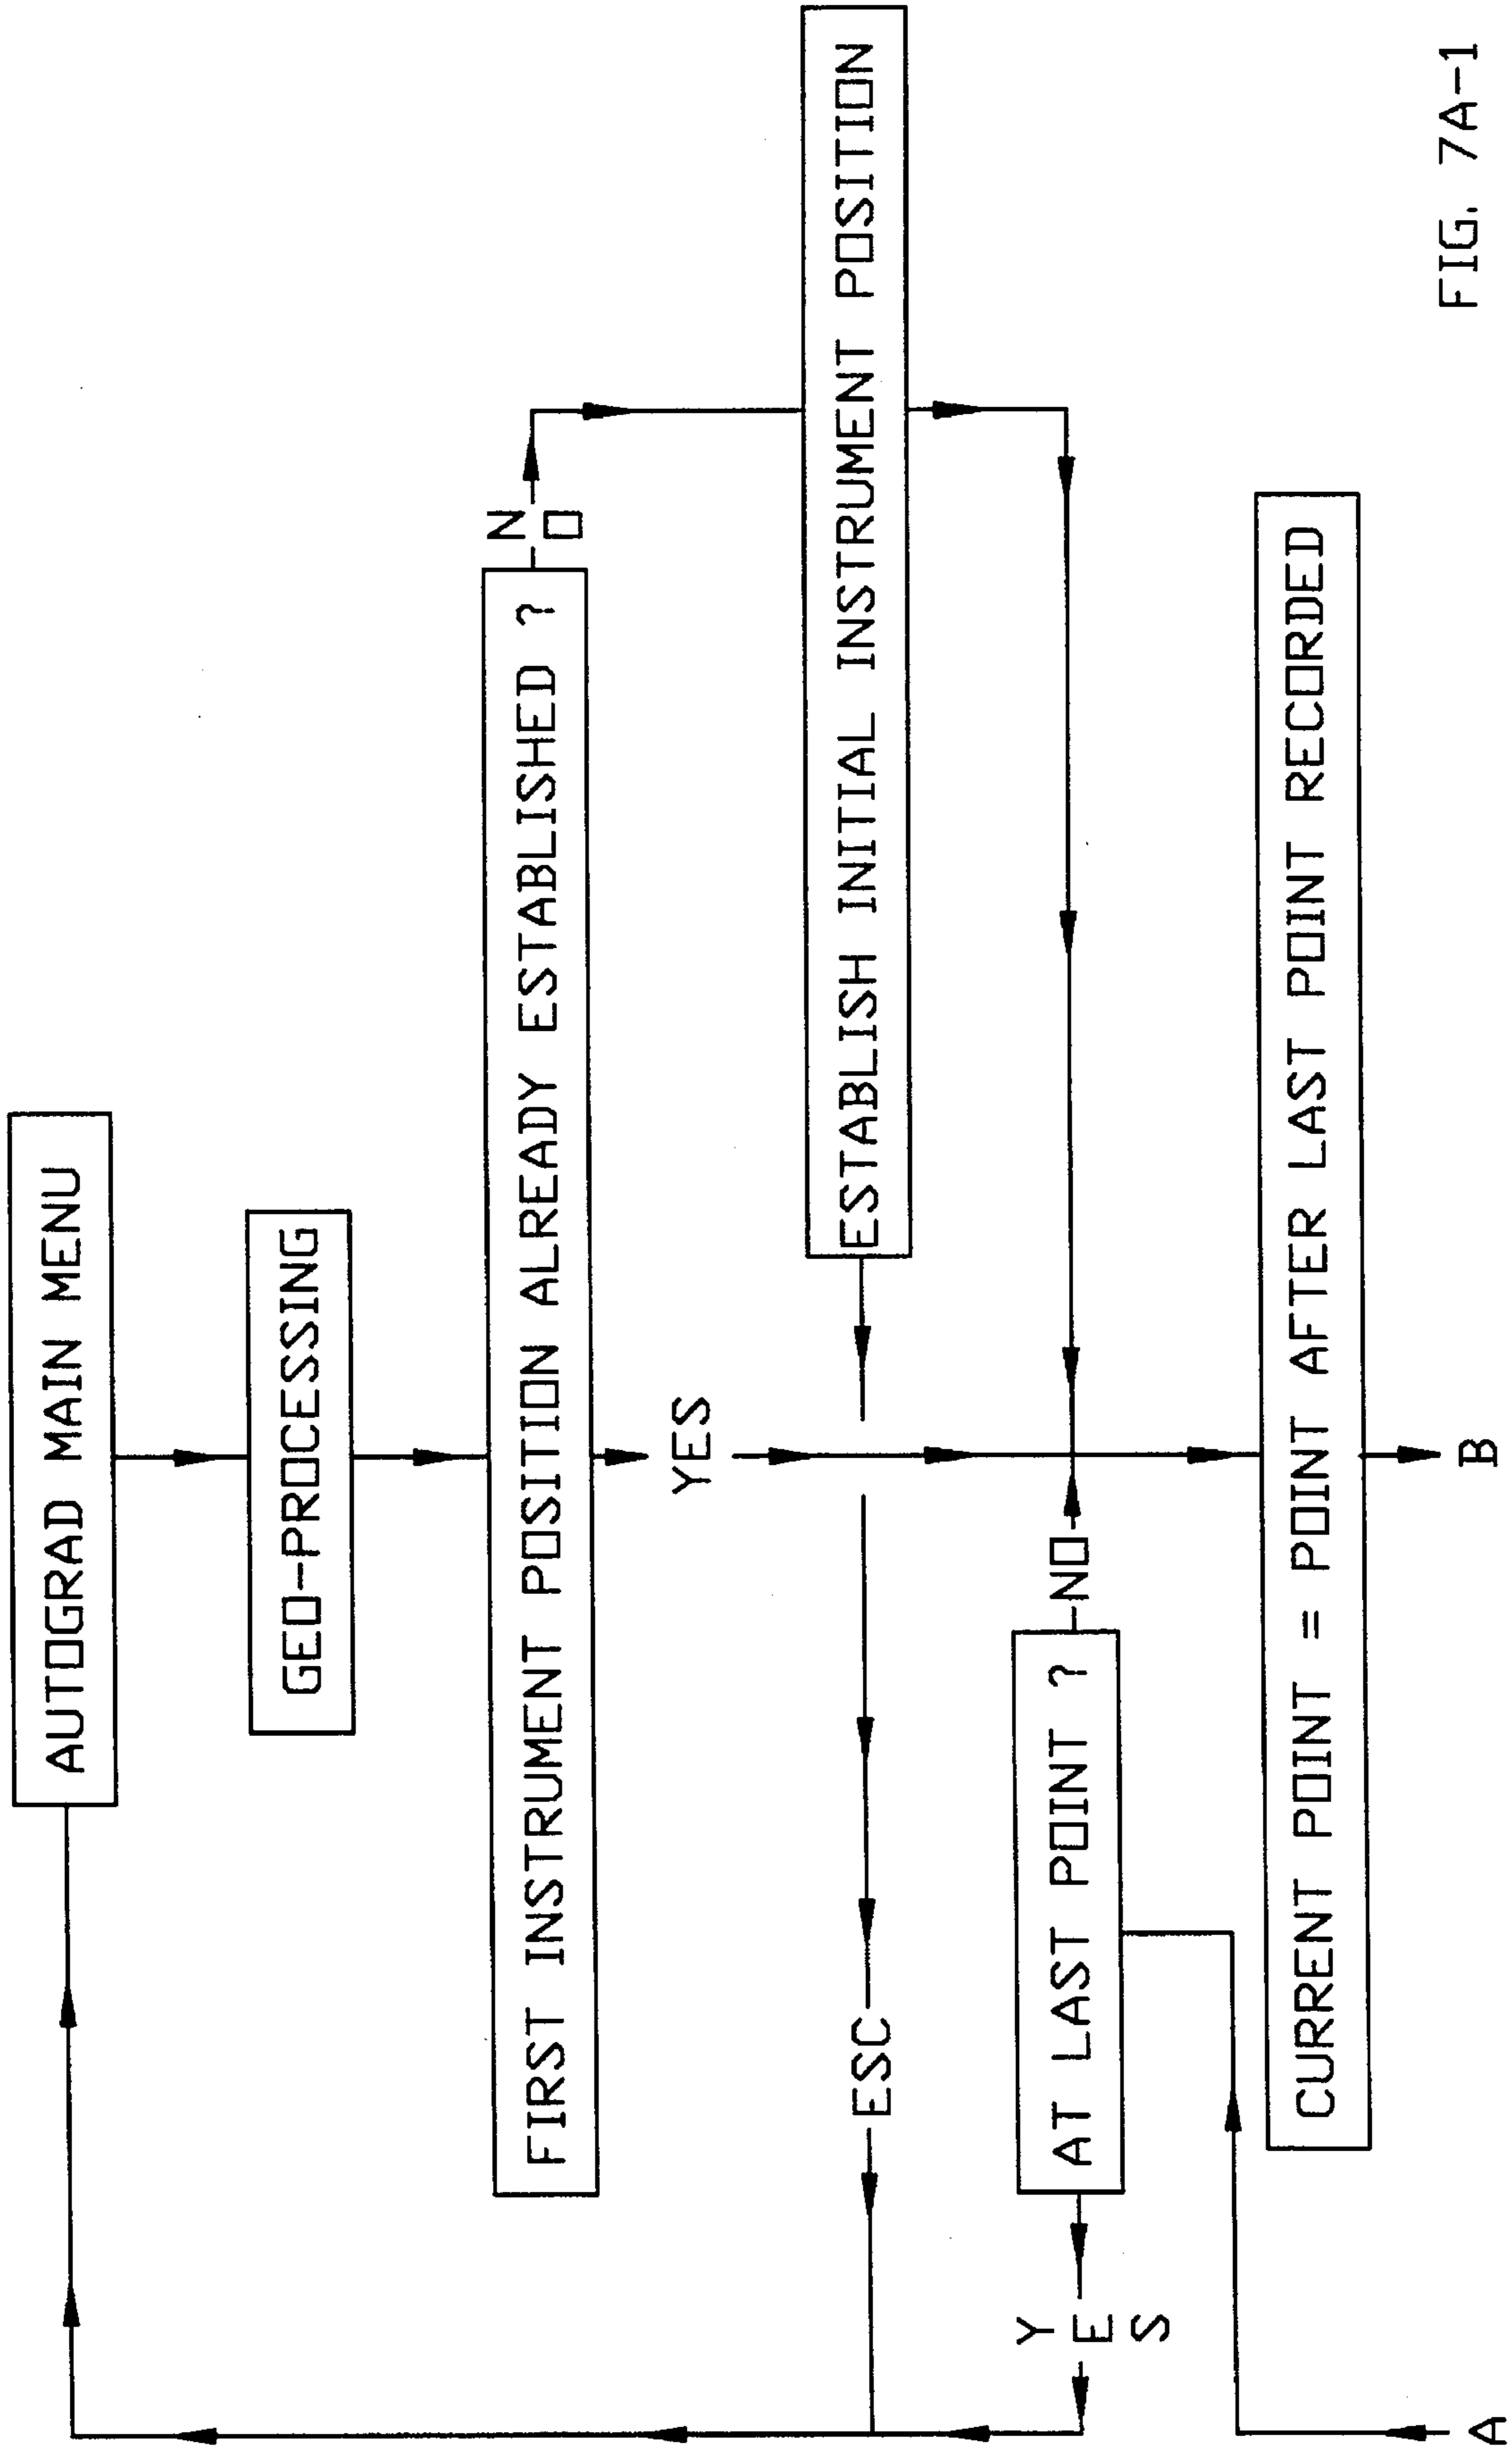 AUTOGRAD MAIN MENU
GEO-PROCESSING
FIRST INSTRUMENT POSITION ALREADY ESTABLISHED ?
NO
YES
ESTABLISH INITIAL INSTRUMENT POSITION
ESC
AT LAST POINT ?
NO
YES
CURRENT POINT = POINT AFTER LAST POINT RECORDED
A
B
FIG. 7A-1